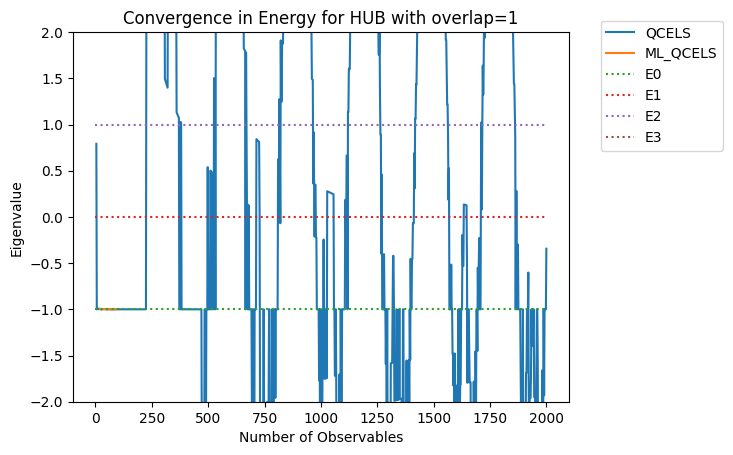 Convergence in Energy for HUB with overlap=1
Eigenvalue
2.0
1.5
1.0
0.5
0.0
−0.5
−1.0
−1.5
−2.0
0
250
500
750
1000
1250
1500
1750
2000
Number of Observables
QCELS
ML_QCELS
E0
E1
E2
E3